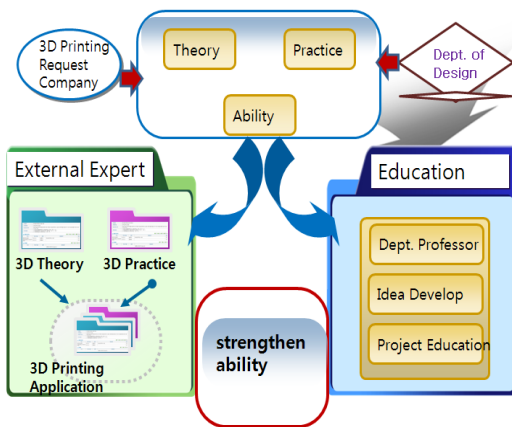 3D Printing
Request
Company
Theory
Practice
Dept. of
Design
Ability
External Expert
Education
3D Theory
3D Practice
3D Printing
Application
Dept. Professor
Idea Develop
Project Education
strengthen
ability